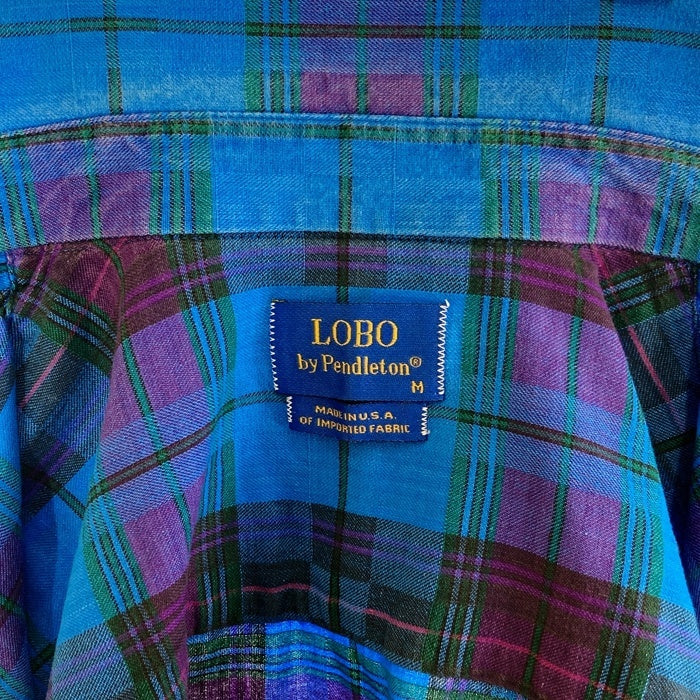 LOBO
by Pendleton®
M
MADE IN U.S.A.
OF IMPORTED FABRIC